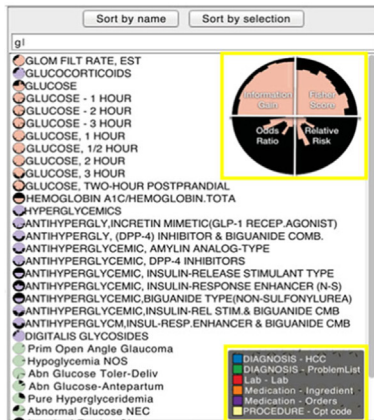 Sort by name
Sort by selection
gl
GLOM FILT RATE, EST
GLUCOCORTICOIDS
GLUCOSE
GLUCOSE - 1 HOUR
GLUCOSE - 2 HOUR
GLUCOSE - 3 HOUR
GLUCOSE, 1 HOUR
GLUCOSE, 1/2 HOUR
GLUCOSE, 2 HOUR
GLUCOSE, 3 HOUR
GLUCOSE, TWO-HOUR POSTPRANDIAL
HEMOGLOBIN A1C/HEMOGLOBIN.TOTA
HYPERGLYCEMICS
ANTIHYPERGLY,INCRETIN MIMETIC(GLP-1 RECEP.AGONIST)
ANTIHYPERGLY, (DPP-4) INHIBITOR & BIGUANIDE COMB.
ANTIHYPERGLYCEMIC, AMYLIN ANALOG-TYPE
ANTIHYPERGLYCEMIC, DPP-4 INHIBITORS
ANTIHYPERGLYCEMIC, INSULIN-RELEASE STIMULANT TYPE
ANTIHYPERGLYCEMIC, INSULIN-RESPONSE ENHANCER (N-S)
ANTIHYPERGLYCEMIC,BIGUANIDE TYPE(NON-SULFONYLUREA)
ANTIHYPERGLYCEMIC,INSULIN-REL STIM.& BIGUANIDE CMB
ANTIHYPERGLYCM,INSUL-RESP.ENHANCER & BIGUANIDE CMB
DIGITALIS GLYCOSIDES
Prim Open Angle Glaucoma
Hypoglycemia NOS
Abn Glucose Toler-Deliv
Abn Glucose-Antepartum
Pure Hyperglyceridemia
Abnormal Glucose NEC
Information Gain
Fisher Score
Odds Ratio
Relative Risk
DIAGNOSIS - HCC
DIAGNOSIS - ProblemList
Lab - Lab
Medication - Ingredient
Medication - Orders
PROCEDURE - Cpt code